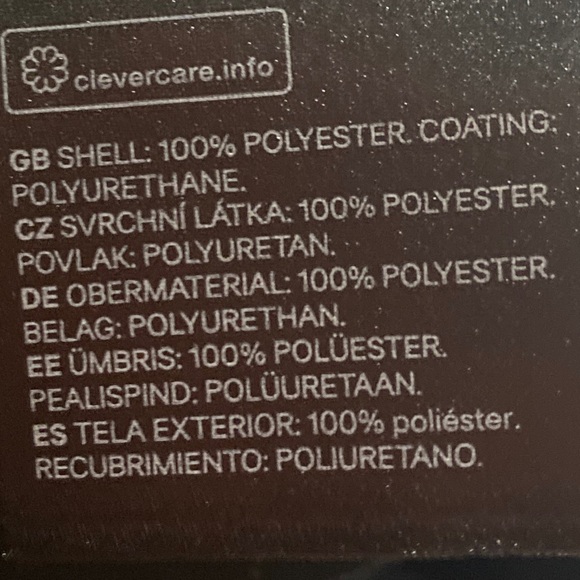 clevercare.info
GB SHELL: 100% POLYESTER. COATING:
POLYURETHANE.
CZ SVRCHNÍ LÁTKA: 100% POLYESTER.
POVLAK: POLYURETAN.
DE OBERMATERIAL: 100% POLYESTER.
BELAG: POLYURETHAN.
EE ÜMBRIS: 100% POLÜESTER.
PEALISPIND: POLÜURETAAN.
ES TELA EXTERIOR: 100% poliéster.
RECUBRIMIENTO: POLIURETANO.